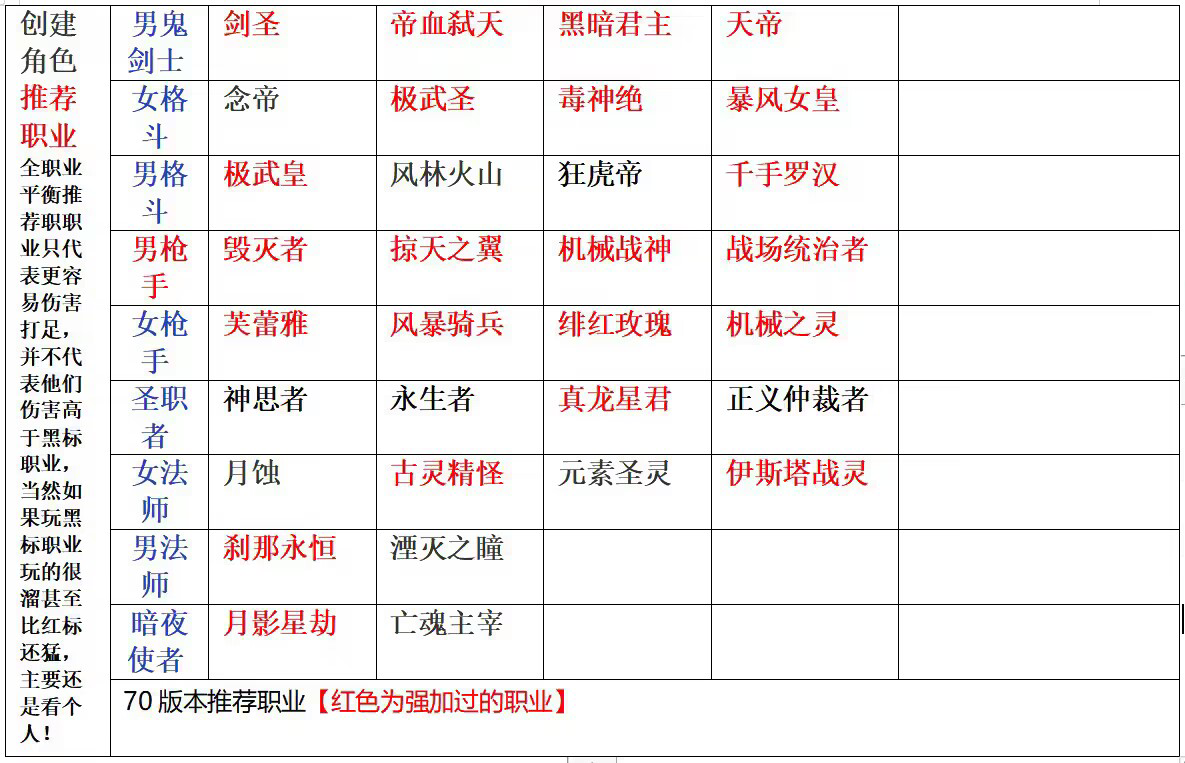 创建
角色
推荐
职业
全职业
平衡推
荐职职
业只代
表更容
易伤害
打足，
并不代
表他们
伤害高
于黑标
职业，
当然如
果玩黑
标职业
玩的很
溜甚至
比红标
还猛，
主要还
是看个
人！
男鬼
剑士
剑圣
帝血弑天
黑暗君主
天帝
女格
斗
念帝
极武圣
毒神绝
暴风女皇
男格
斗
极武皇
风林火山
狂虎帝
千手罗汉
男枪
手
毁灭者
掠天之翼
机械战神
战场统治者
女枪
手
芙蕾雅
风暴骑兵
绯红玫瑰
机械之灵
圣职
者
神思者
永生者
真龙星君
正义仲裁者
女法
师
月蚀
古灵精怪
元素圣灵
伊斯塔战灵
男法
师
刹那永恒
湮灭之瞳
暗夜
使者
月影星劫
亡魂主宰
70 版本推荐职业【红色为强加过的职业】